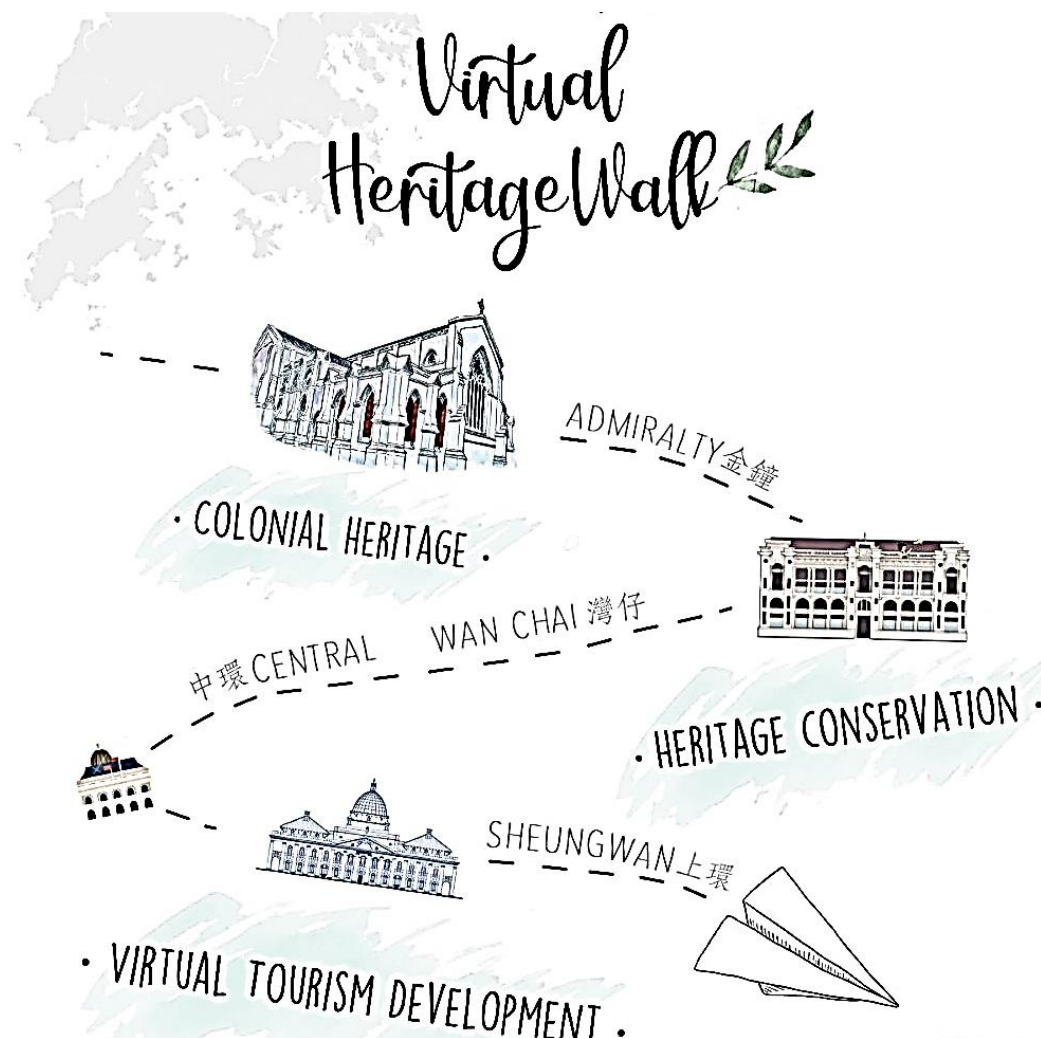 Virtual
Heritage Walk
ADMIRALTY金鐘
· COLONIAL HERITAGE ·
中環CENTRAL WAN CHAI 灣仔
· HERITAGE CONSERVATION ·
SHEUNGWAN上環
· VIRTUAL TOURISM DEVELOPMENT ·